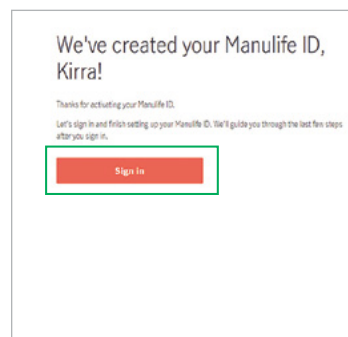 We've created your Manulife ID,
Kirra!
Thanks for activating your Manulife ID.
Let's sign in and finish setting up your Manulife ID. We'll guide you through the last few steps
after you sign in.
Sign in